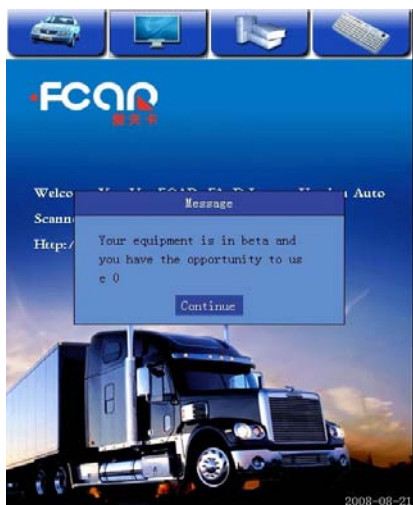 FCAR
Welco
Auto
Scann
Http:/
Message
Your equipment is in beta and
you have the opportunity to us
e 0
Continue
2008-08-21